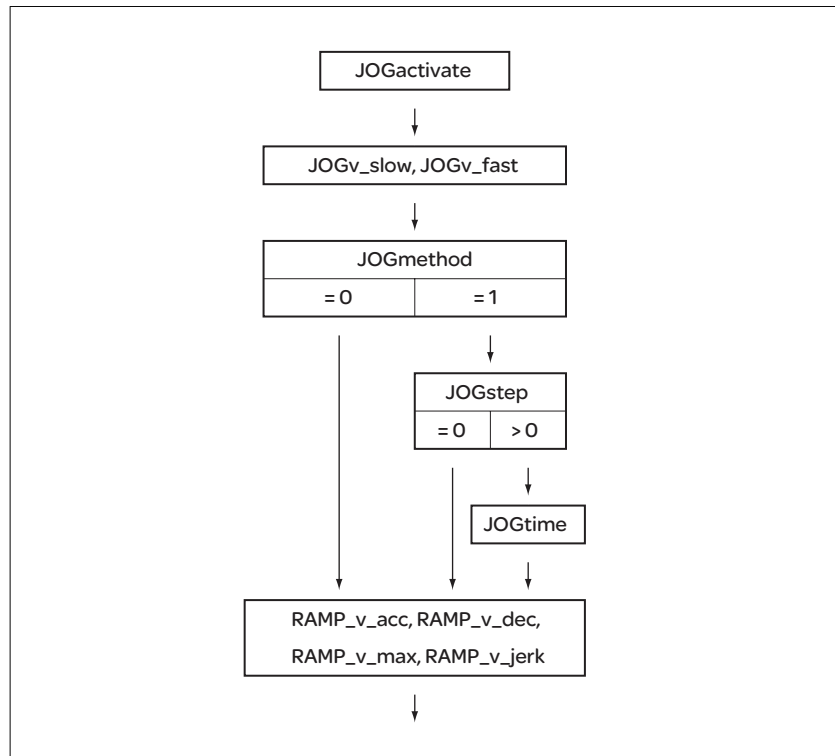 JOGactivate
JOGv_slow, JOGv_fast
JOGmethod
= 0
= 1
JOGstep
= 0
> 0
JOGtime
RAMP_v_acc, RAMP_v_dec,
RAMP_v_max, RAMP_v_jerk